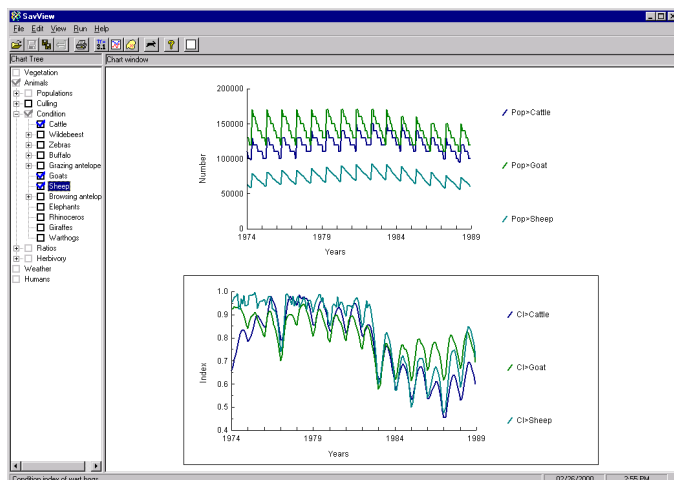 SavView
File Edit View Run Help
Chart Tree
Chart window
Vegetation
Animals
Populations
Culling
Condition
Cattle
Wildebeest
Zebras
Buffalo
Grazing antelope
Goats
Sheep
Browsing antelop
Elephants
Rhinoceros
Giraffes
Warthogs
Ratios
Herbivory
Weather
Humans
200000
150000
100000
50000
0
Number
1974 1979 1984 1989
Years
Pop>Cattle
Pop>Goat
Pop>Sheep
1.0
0.9
0.8
0.7
0.6
0.5
0.4
Index
1974 1979 1984 1989
Years
CI>Cattle
CI>Goat
CI>Sheep
Condition index of wart hogs
02/26/2000 2:55 PM